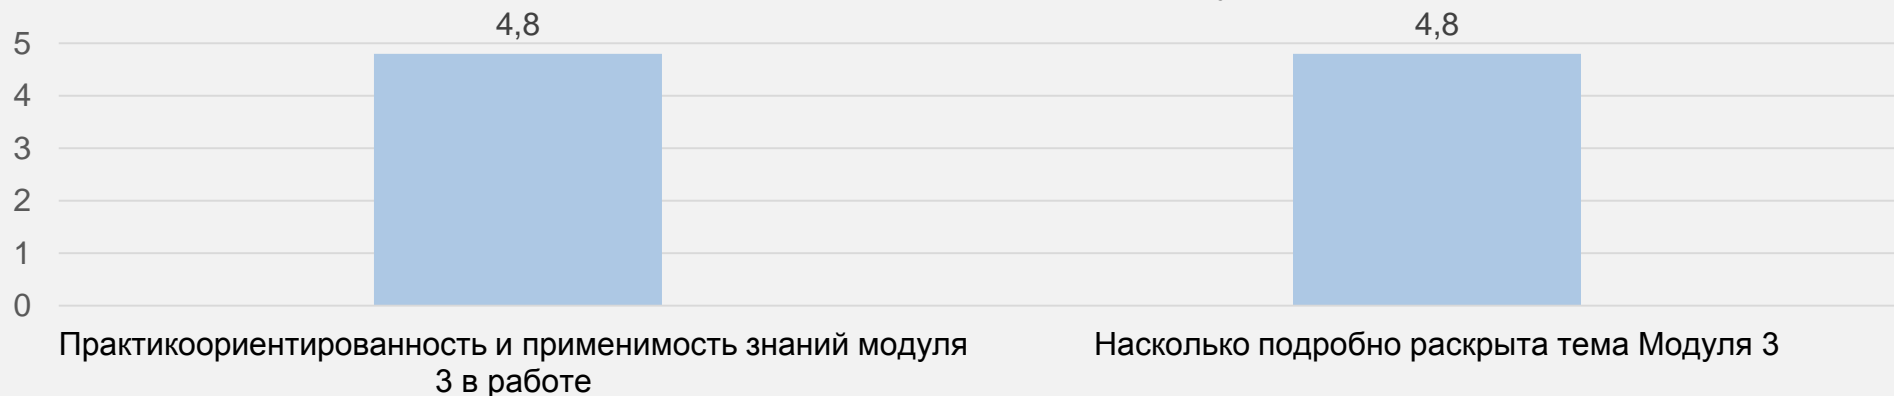 4,8
4,8
5
4
3
2
1
0
Практикоориентированность и применимость знаний модуля
3 в работе
Насколько подробно раскрыта тема Модуля 3